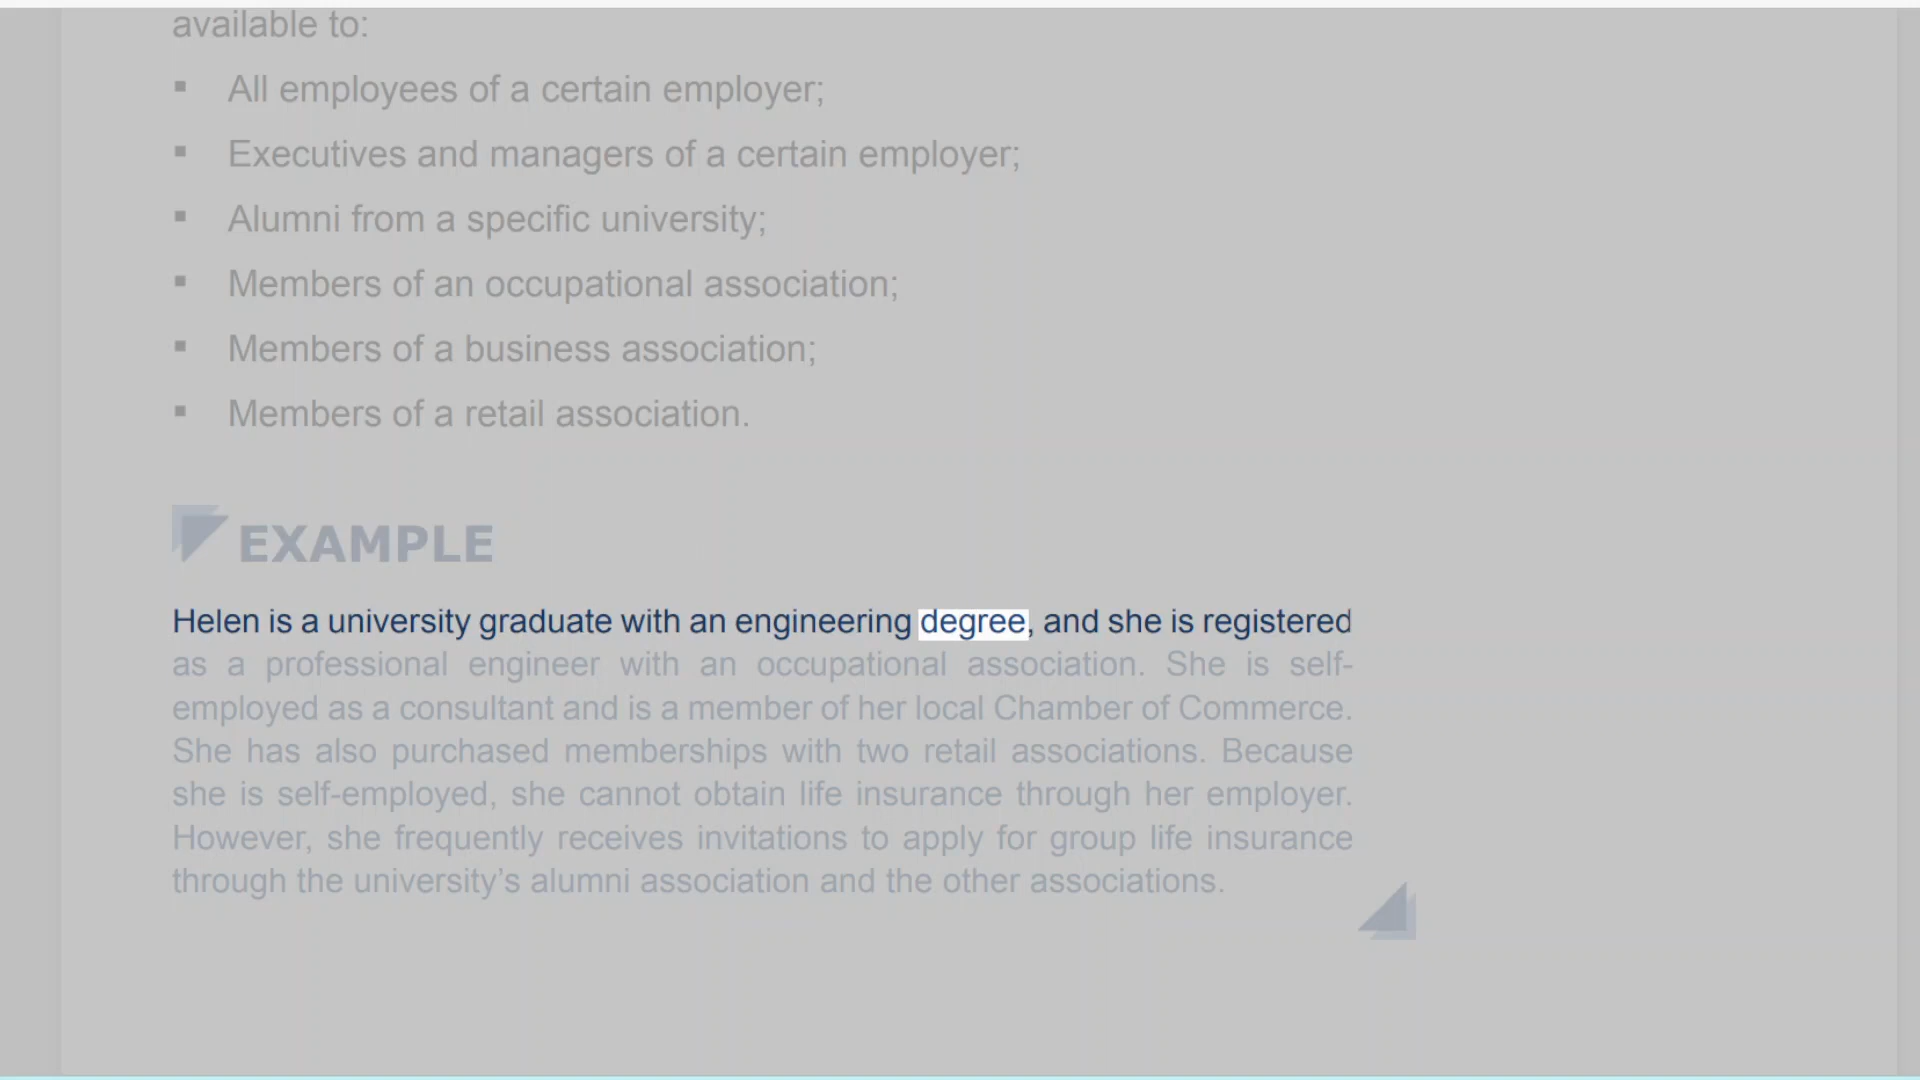 available to:
▪ All employees of a certain employer;
▪ Executives and managers of a certain employer;
▪ Alumni from a specific university;
▪ Members of an occupational association;
▪ Members of a business association;
▪ Members of a retail association.
EXAMPLE
Helen is a university graduate with an engineering degree, and she is registered
as a professional engineer with an occupational association. She is self-
employed as a consultant and is a member of her local Chamber of Commerce.
She has also purchased memberships with two retail associations. Because
she is self-employed, she cannot obtain life insurance through her employer.
However, she frequently receives invitations to apply for group life insurance
through the university’s alumni association and the other associations.